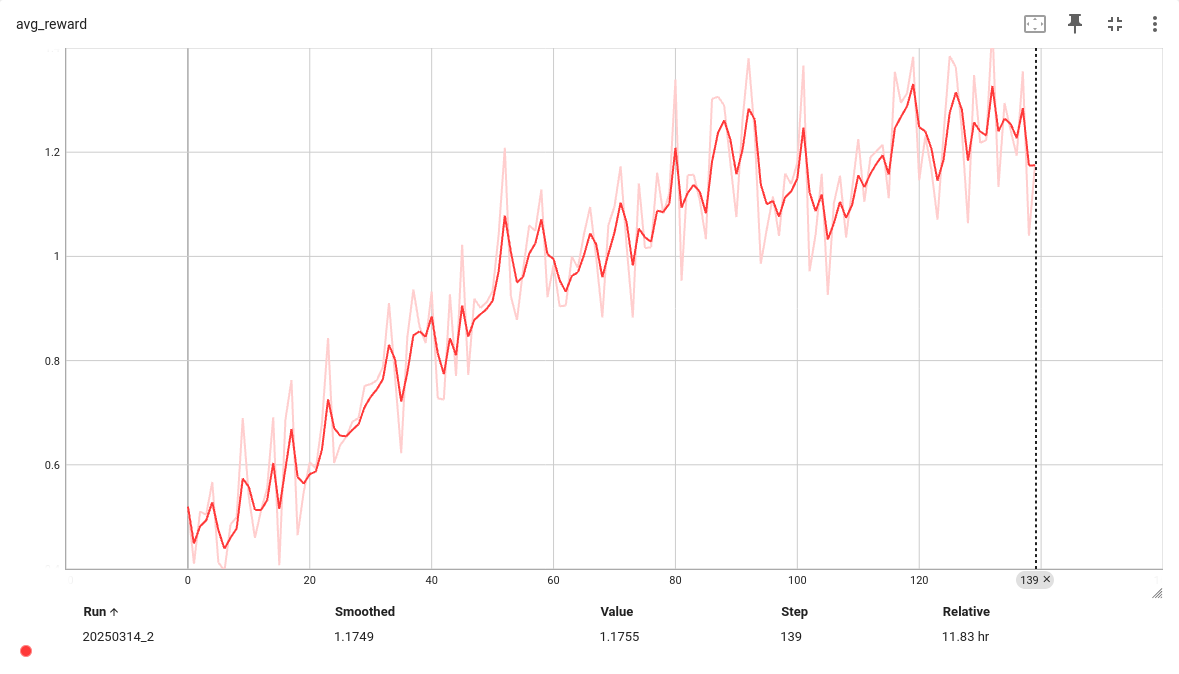 avg_reward
1.2
1
0.8
0.6
0 20 40 60 80 100 120 139 ✕
Run ↑ Smoothed Value Step Relative
20250314_2 1.1749 1.1755 139 11.83 hr